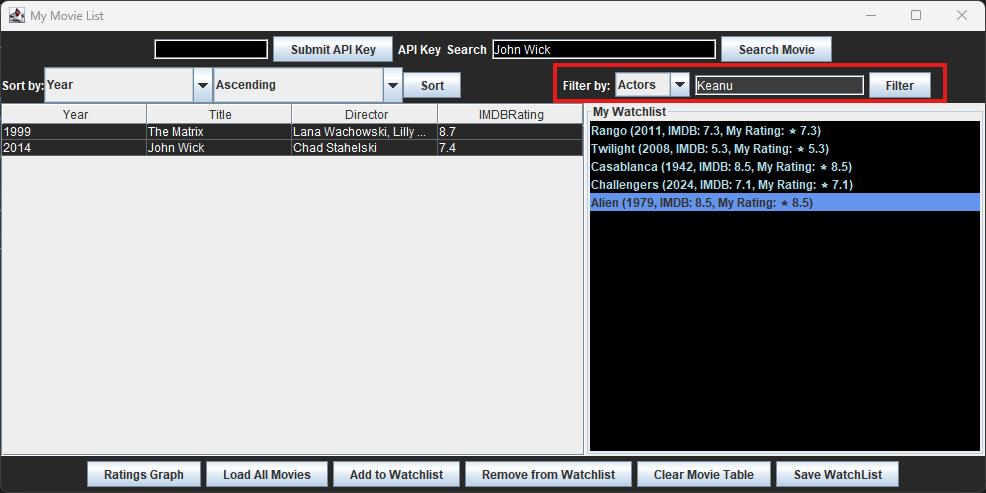 My Movie List
Submit API Key API Key Search John Wick Search Movie
Sort by: Year Ascending Sort Filter by: Actors Keanu Filter
Year Title Director IMDBRating
1999 The Matrix Lana Wachowski, Lilly ... 8.7
2014 John Wick Chad Stahelski 7.4
My Watchlist
Rango (2011, IMDB: 7.3, My Rating: ★ 7.3)
Twilight (2008, IMDB: 5.3, My Rating: ★ 5.3)
Casablanca (1942, IMDB: 8.5, My Rating: ★ 8.5)
Challengers (2024, IMDB: 7.1, My Rating: ★ 7.1)
Alien (1979, IMDB: 8.5, My Rating: ★ 8.5)
Ratings Graph Load All Movies Add to Watchlist Remove from Watchlist Clear Movie Table Save WatchList